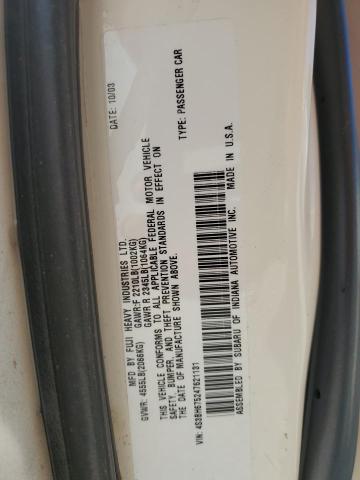 MFD. BY FUJI HEAVY INDUSTRIES LTD. DATE: 10/03
GAWR:F 2210LB(1002KG)
GVWR: 4555LB(2066KG) GAWR R 2345LB(1064KG)
THIS VEHICLE CONFORMS TO ALL APPLICABLE FEDERAL MOTOR VEHICLE
SAFETY, BUMPER, AND THEFT PREVENTION STANDARDS IN EFFECT ON
THE DATE OF MANUFACTURE SHOWN ABOVE.
VIN: 4S3BH675247621131 TYPE: PASSENGER CAR
ASSEMBLED BY SUBARU OF INDIANA AUTOMOTIVE INC. MADE IN U.S.A.